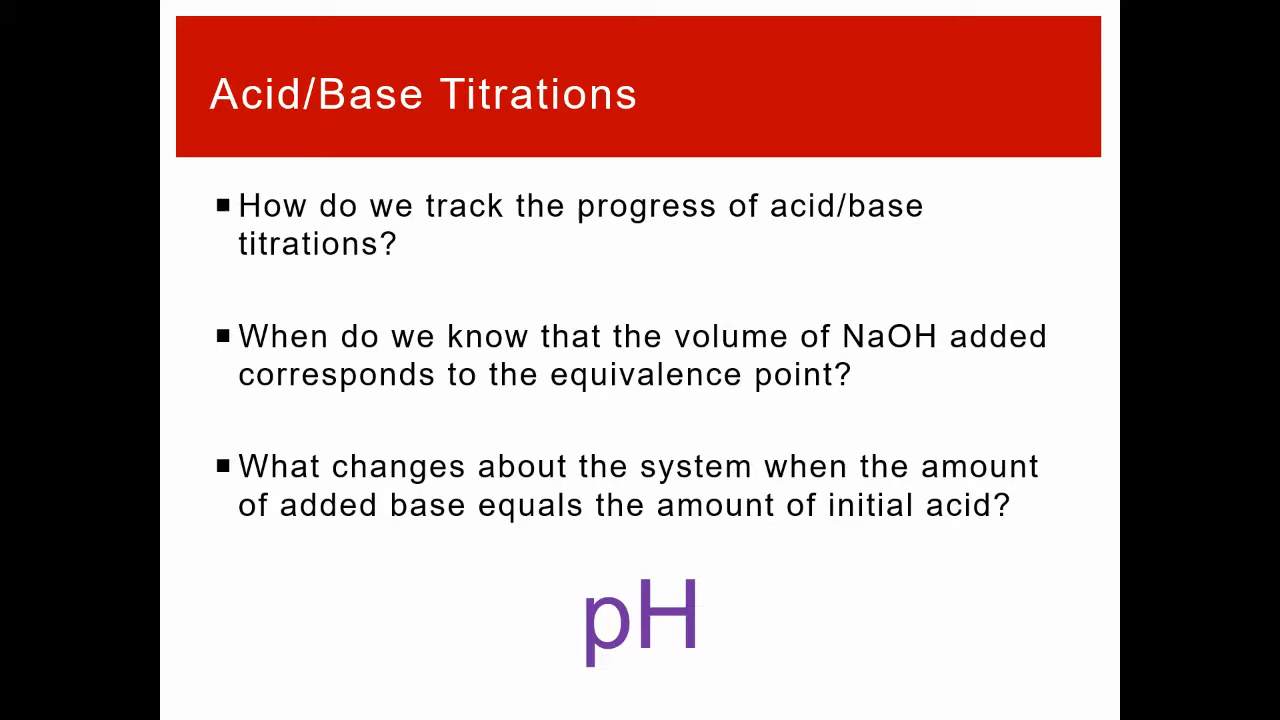 Acid/Base Titrations
▪ How do we track the progress of acid/base
titrations?
▪ When do we know that the volume of NaOH added
corresponds to the equivalence point?
▪ What changes about the system when the amount
of added base equals the amount of initial acid?
pH